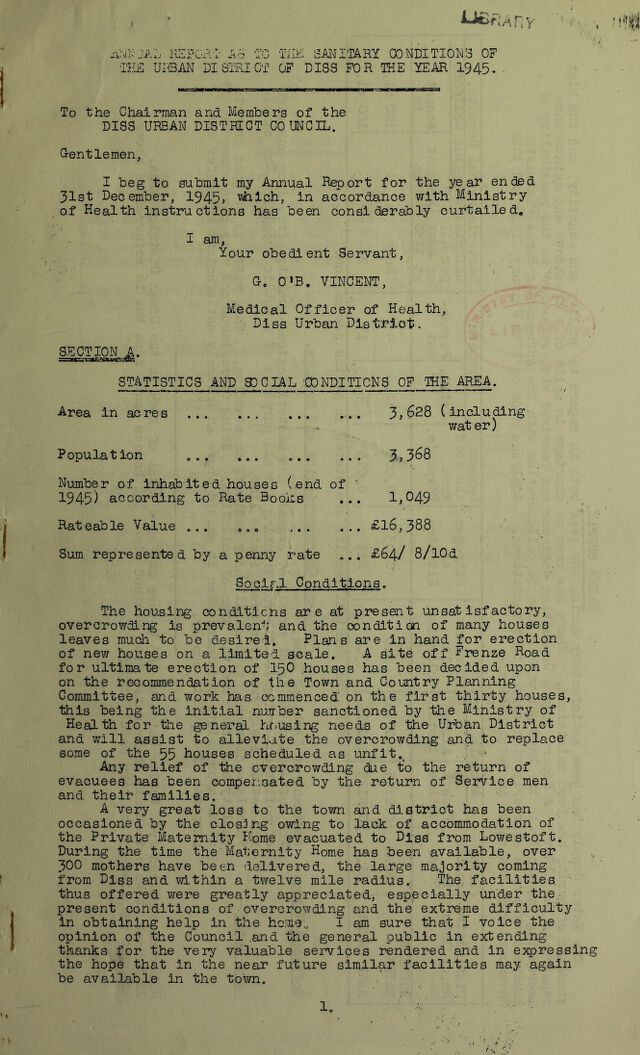 LIBRARY
ANNUAL REPORT AS TO THE SANITARY CONDITIONS OF
THE URBAN DISTRICT OF DISS FOR THE YEAR 1945.
To the Chairman and Members of the
DISS URBAN DISTRICT COUNCIL.
Gentlemen,
I beg to submit my Annual Report for the year ended
31st December, 1945, which, in accordance with Ministry
of Health instructions has been considerably curtailed.
I am,
Your obedient Servant,
G. O'B. VINCENT,
Medical Officer of Health,
Diss Urban District.
SECTION A.
STATISTICS AND SOCIAL CONDITIONS OF THE AREA.
Area in acres ... ... ... ... 3,628 (including
water)
Population ... ... ... ... 3,368
Number of inhabited houses (end of
1945) according to Rate Books ... 1,049
Rateable Value ... ... ... ... £16,388
Sum represented by a penny rate ... £64/ 8/10d
Social Conditions.
The housing conditions are at present unsatisfactory,
overcrowding is prevalent; and the condition of many houses
leaves much to be desired. Plans are in hand for erection
of new houses on a limited scale. A site off Frenze Road
for ultimate erection of 150 houses has been decided upon
on the recommendation of the Town and Country Planning
Committee, and work has commenced on the first thirty houses,
this being the initial number sanctioned by the Ministry of
Health for the general housing needs of the Urban District
and will assist to alleviate the overcrowding and to replace
some of the 55 houses scheduled as unfit.
Any relief of the overcrowding due to the return of
evacuees has been compensated by the return of Service men
and their families.
A very great loss to the town and district has been
occasioned by the closing owing to lack of accommodation of
the Private Maternity Home evacuated to Diss from Lowestoft.
During the time the Maternity Home has been available, over
300 mothers have been delivered, the large majority coming
from Diss and within a twelve mile radius. The facilities
thus offered were greatly appreciated, especially under the
present conditions of overcrowding and the extreme difficulty
in obtaining help in the home. I am sure that I voice the
opinion of the Council and the general public in extending
thanks for the very valuable services rendered and in expressing
the hope that in the near future similar facilities may again
be available in the town.
1.